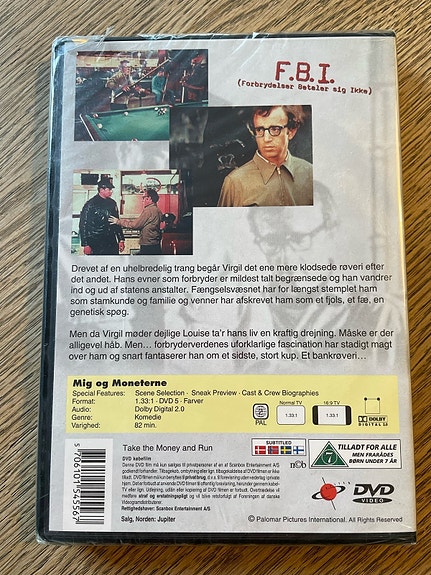 F.B.I.
(Forbrydelser Betaler sig Ikke)
Drevet af en uhelbredelig trang begår Virgil det ene mere klodsede røveri efter
det andet. Hans evner som forbryder er mildest talt begrænsede og han vandrer
ind og ud af statens anstalter. Fængselsvæsnet har for længst stemplet ham
som stamkunde og familie og venner har afskrevet ham som et fjols, et fæ, en
genetisk spøg.
Men da Virgil møder dejlige Louise ta'r hans liv en kraftig drejning. Måske er der
alligevel håb. Men... forbryderverdenes uforklarlige fascination har stadigt magt
over ham og snart fantaserer han om et sidste, stort kup. Et bankrøveri...
Mig og Moneterne
Special Features: Scene Selection · Sneak Preview · Cast & Crew Biographies
Format: 1.33:1 · DVD 5 · Farver
Audio: Dolby Digital 2.0
Genre: Komedie
Varighed: 82 min.
2
PAL
Normal TV
1.33:1
16:9 TV
1.33:1
DOLBY
DIGITAL 2.0
5706101541567
Take the Money and Run
DVD købefilm
Salg, Norden: Jupiter
SUBTITLED
7
TILLADT FOR ALLE
MEN FRARÅDES
BØRN UNDER 7 ÅR
DVD
VIDEO
© Palomar Pictures International. All Rights Reserved